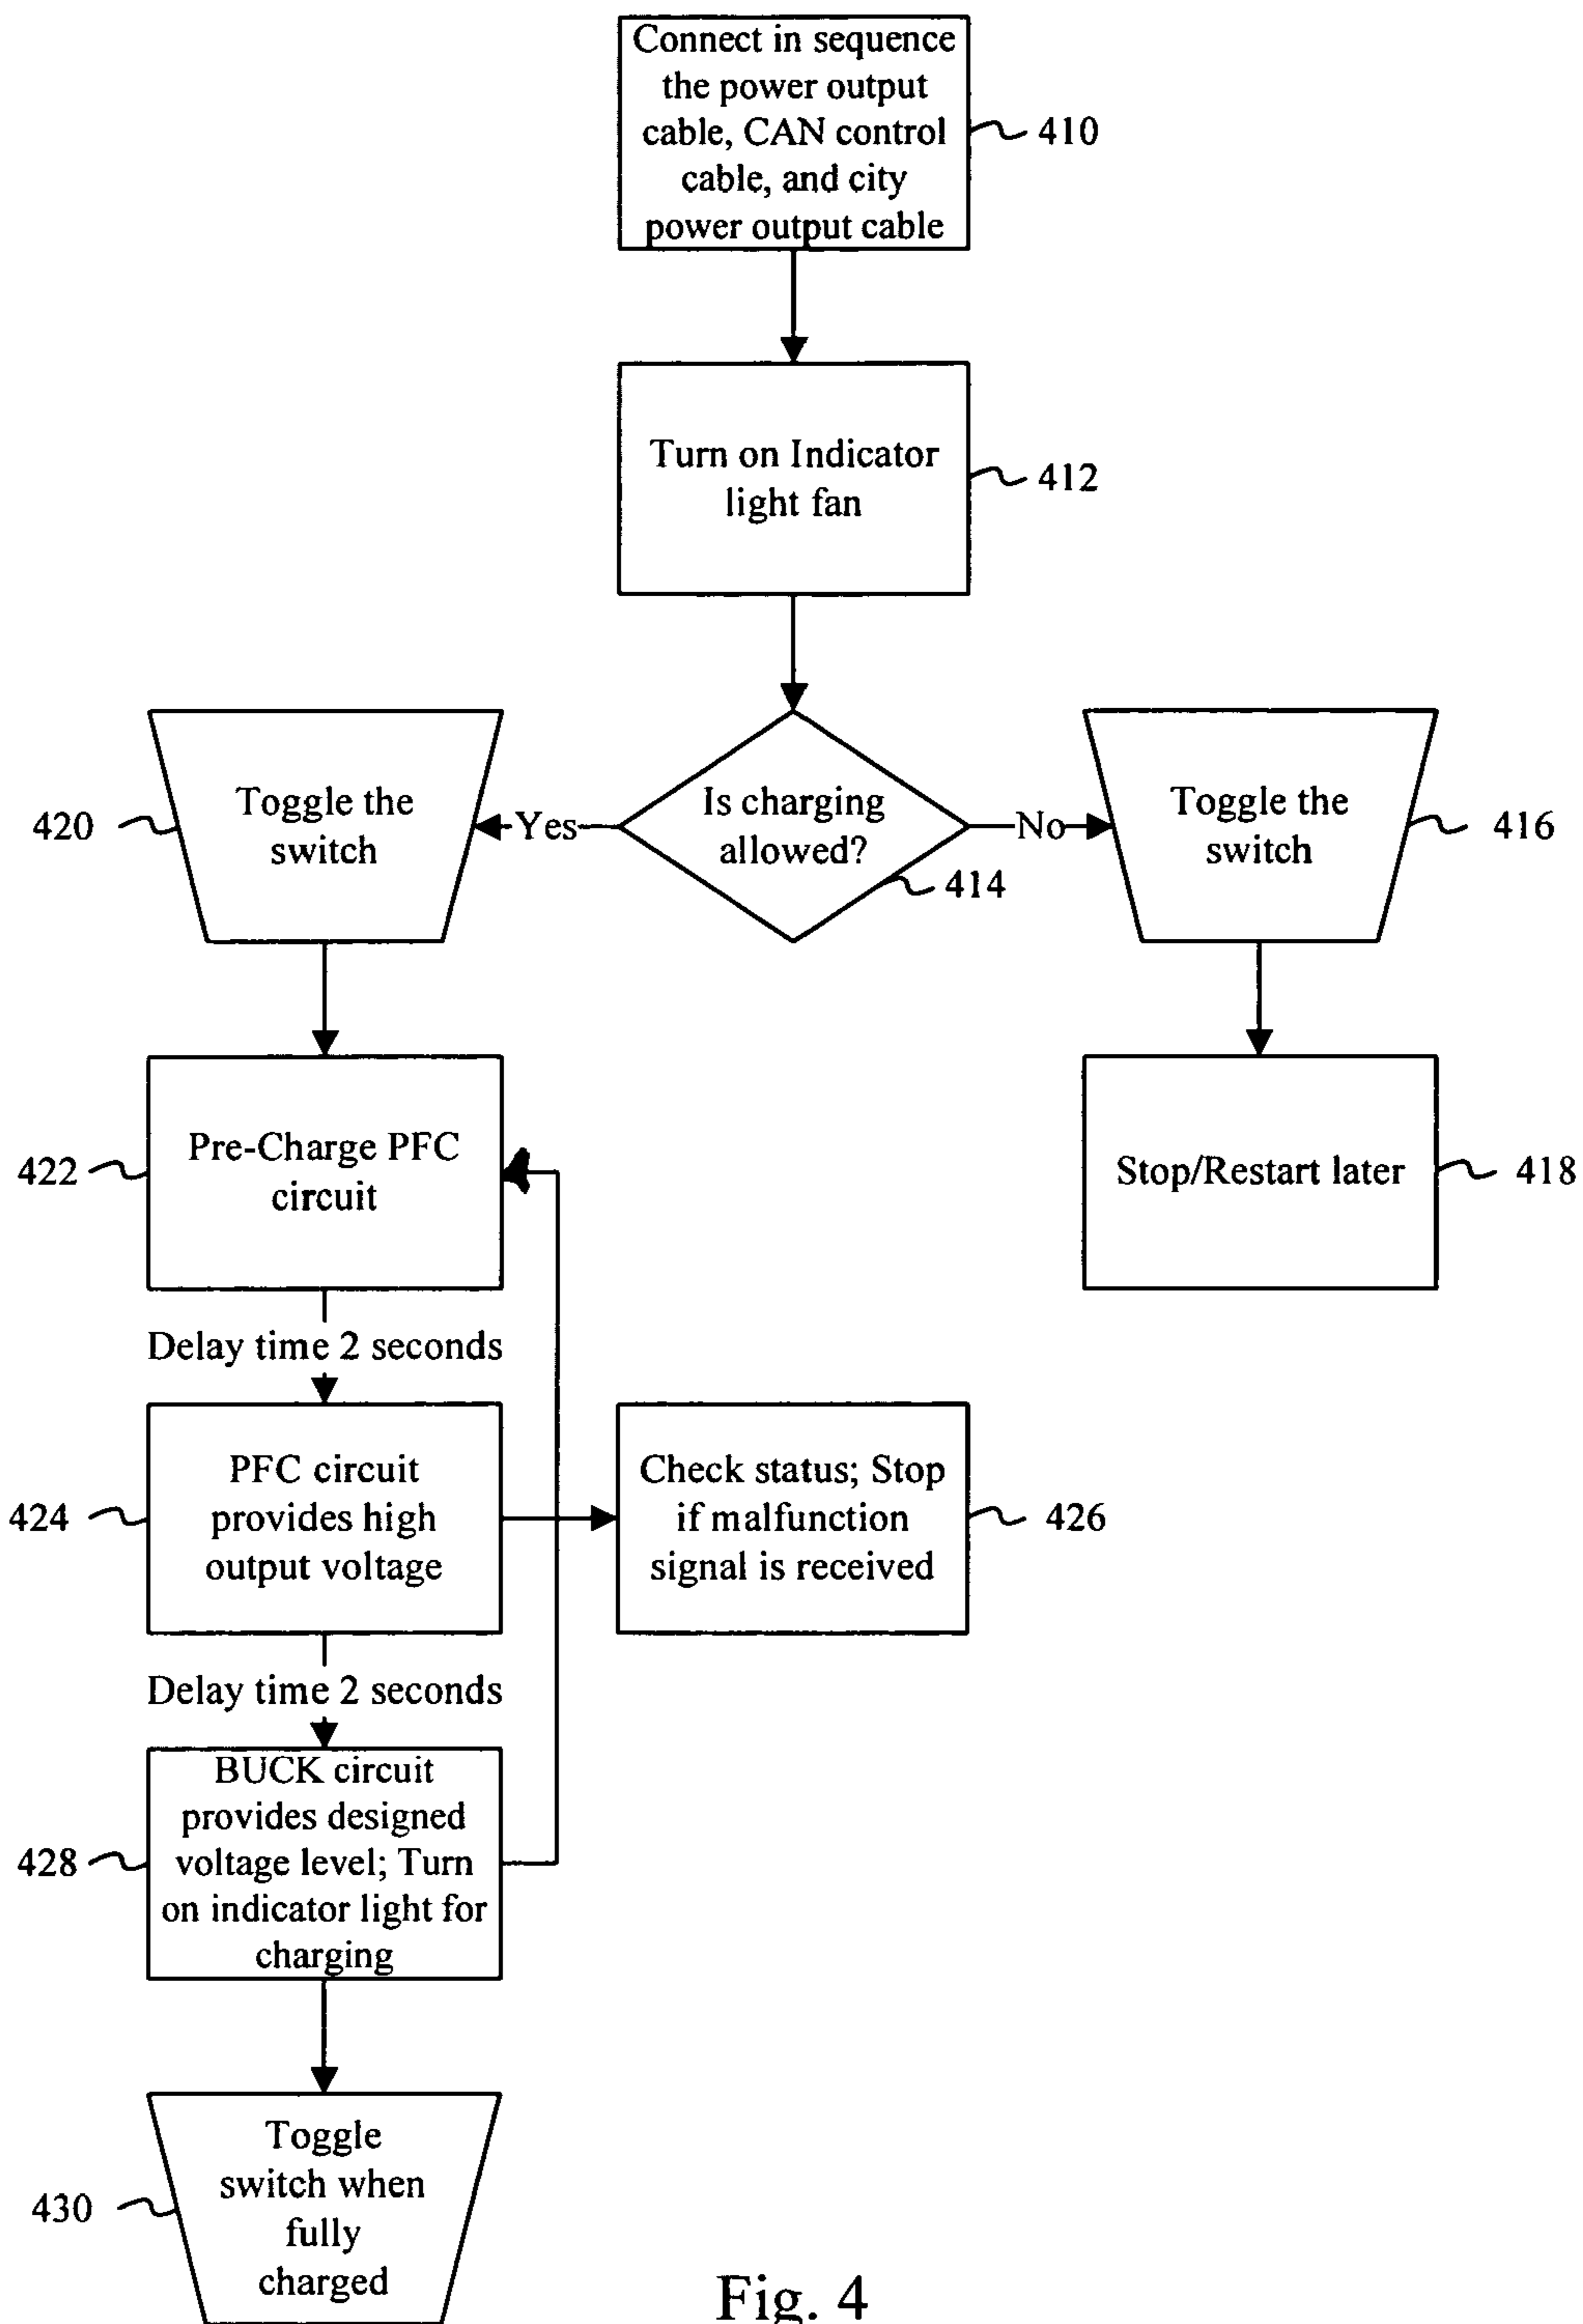 Connect in sequence
the power output
cable, CAN control
cable, and city
power output cable
410
Turn on Indicator
light fan
412
Toggle the
switch
420
Yes
Is charging
allowed?
414
No
Toggle the
switch
416
Pre-Charge PFC
circuit
422
Stop/Restart later
418
Delay time 2 seconds
PFC circuit
provides high
output voltage
424
Check status; Stop
if malfunction
signal is received
426
Delay time 2 seconds
BUCK circuit
provides designed
voltage level; Turn
on indicator light for
charging
428
Toggle
switch when
fully
charged
430
Fig. 4